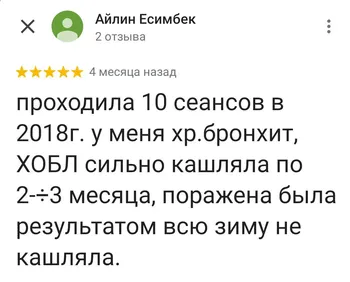 Айлин Есимбек
2 отзыва
4 месяца назад
проходила 10 сеансов в
2018г. у меня хр.бронхит,
ХОБЛ сильно кашляла по
2-÷3 месяца, поражена была
результатом всю зиму не
кашляла.